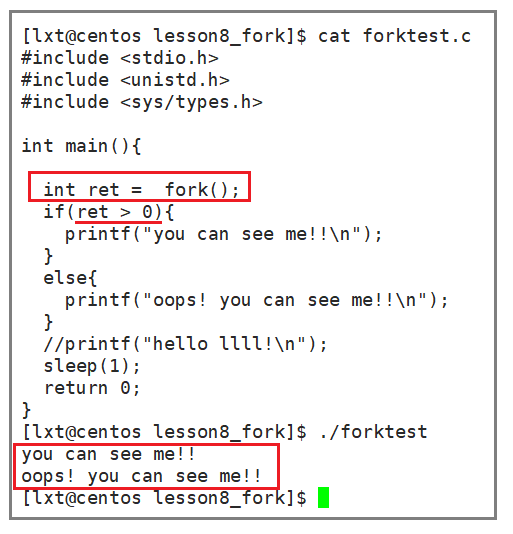 [lxt@centos lesson8_fork]$ cat forktest.c
#include <stdio.h>
#include <unistd.h>
#include <sys/types.h>

int main(){

  int ret =  fork();
  if(ret > 0){
    printf("you can see me!!\n");
  }
  else{
    printf("oops! you can see me!!\n");
  }
  //printf("hello llll!\n");
  sleep(1);
  return 0;
}
[lxt@centos lesson8_fork]$ ./forktest
you can see me!!
oops! you can see me!!
[lxt@centos lesson8_fork]$